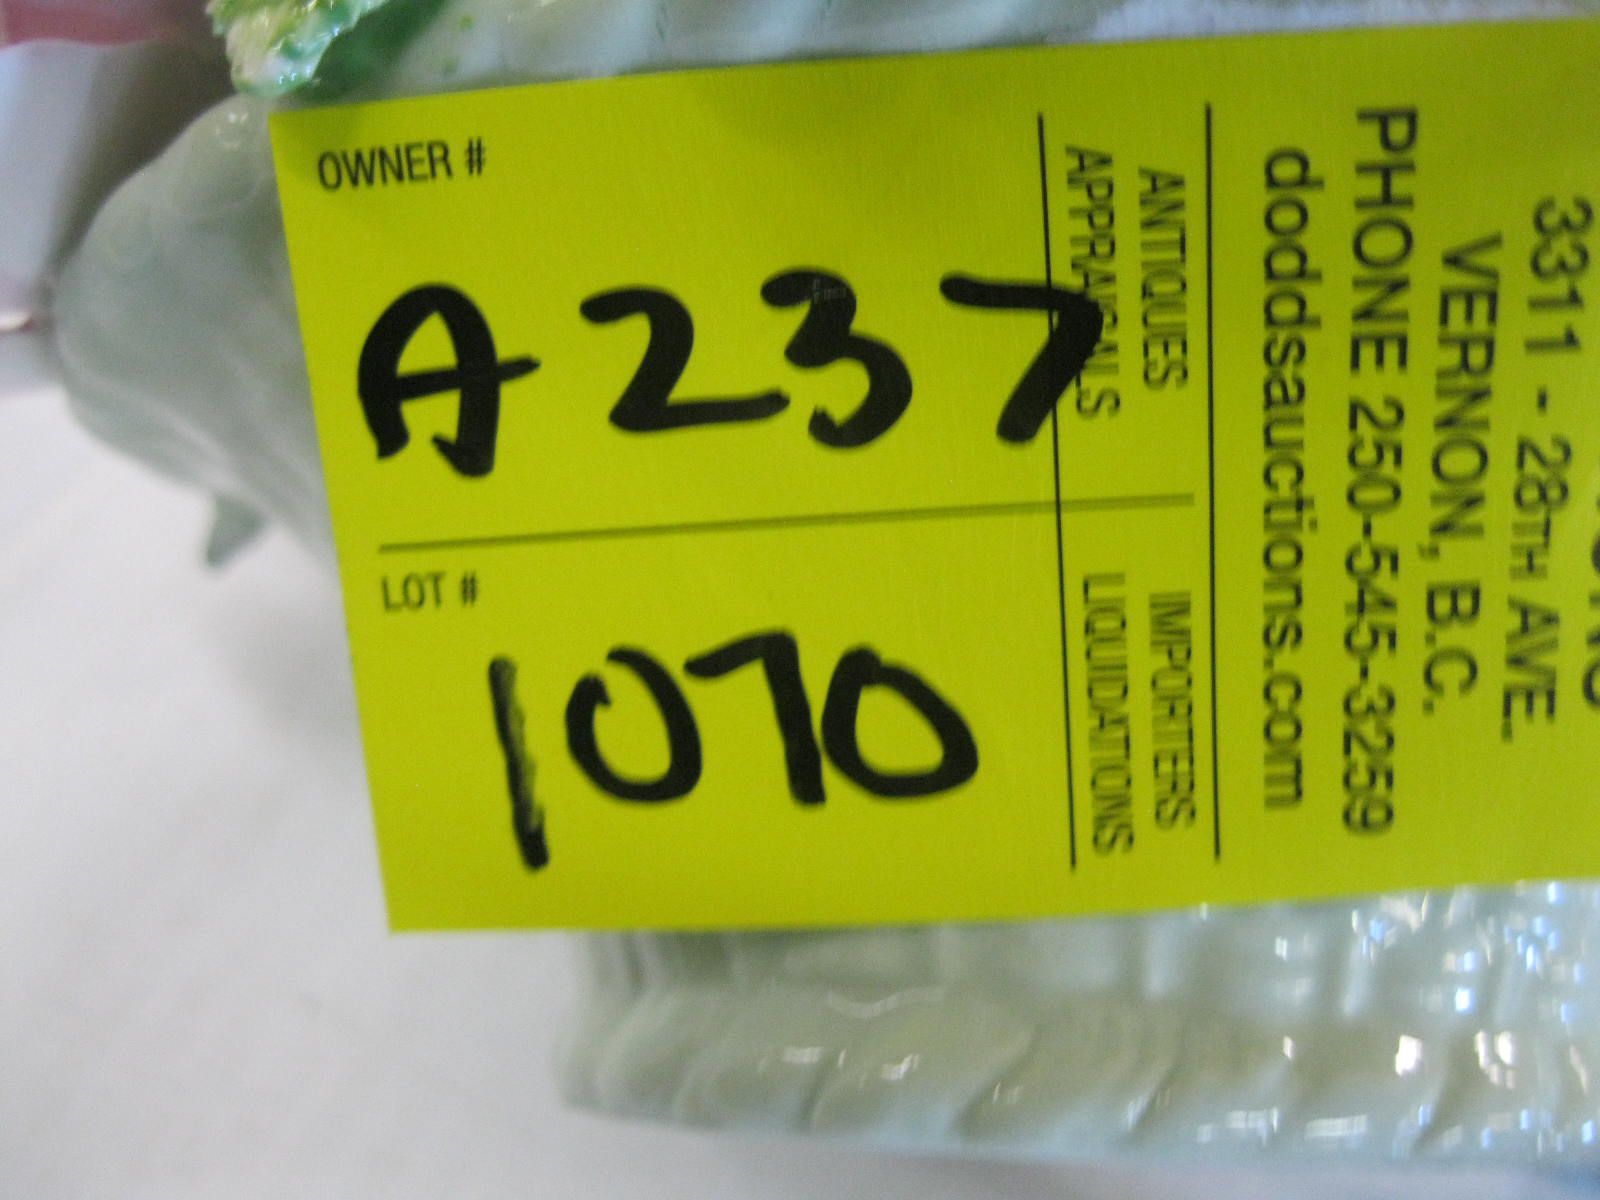 OWNER #
A237
LOT #
1070
3311 - 28TH AVE.
VERNON, B.C.
PHONE 250-545-3259
doddsauctions.com
ANTIQUES IMPORTERS
APPRAISALS LIQUIDATIONS